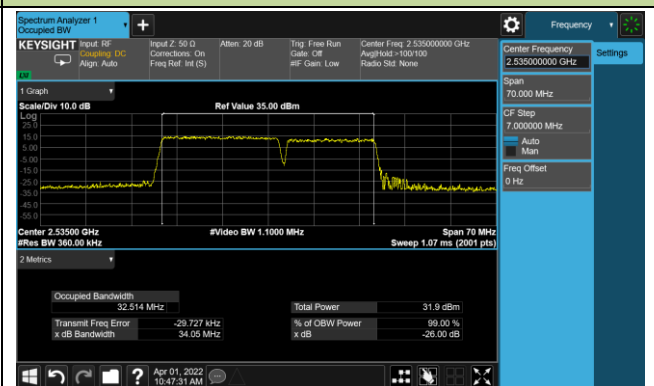 Spectrum Analyzer 1
Occupied BW
Frequency
KEYSIGHT
Input: RF
Coupling: DC
Align: Auto
Input Z: 50 Ω
Corrections: On
Freq Ref: Int (S)
Atten: 20 dB
Trig: Free Run
Gate: Off
#IF Gain: Low
Center Freq: 2.535000000 GHz
Avg|Hold:>100/100
Radio Std: None
Center Frequency
2.535000000 GHz
Settings
Span
70.000 MHz
CF Step
7.000000 MHz
Auto
Man
Freq Offset
0 Hz
1 Graph
Scale/Div 10.0 dB
Ref Value 35.00 dBm
Log
25.0
15.0
5.00
-5.00
-15.0
-25.0
-35.0
-45.0
-55.0
Center 2.53500 GHz
#Video BW 1.1000 MHz
Span 70 MHz
#Res BW 360.00 kHz
Sweep 1.07 ms (2001 pts)
2 Metrics
Occupied Bandwidth
32.514 MHz
Total Power 31.9 dBm
Transmit Freq Error -29.727 kHz
% of OBW Power 99.00 %
x dB Bandwidth 34.05 MHz
x dB -26.00 dB
Apr 01, 2022
10:47:31 AM